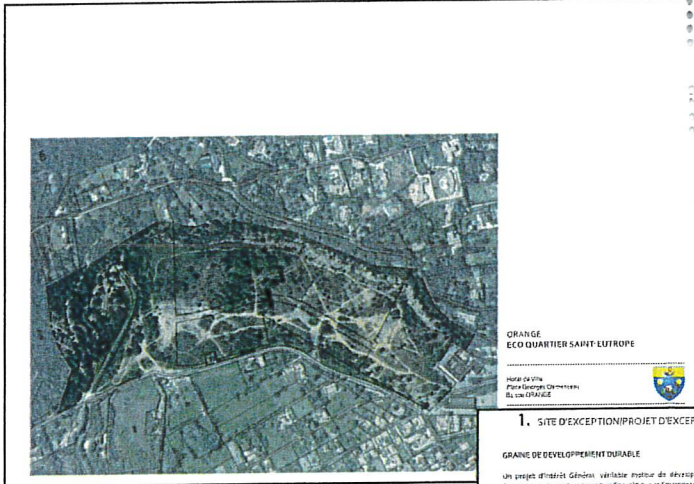 6
ORANGE
ECO QUARTIER SAINT-EUTROPE
Hotel de Ville
Place Georges Clemenceau
ORANGE
1. SITE D'EXCEPTION/PROJET D'EXCEP
GRAINE DE DEVELOPPEMENT DURABLE
Un projet d'Intérêt Général véritable moteur de dévelop